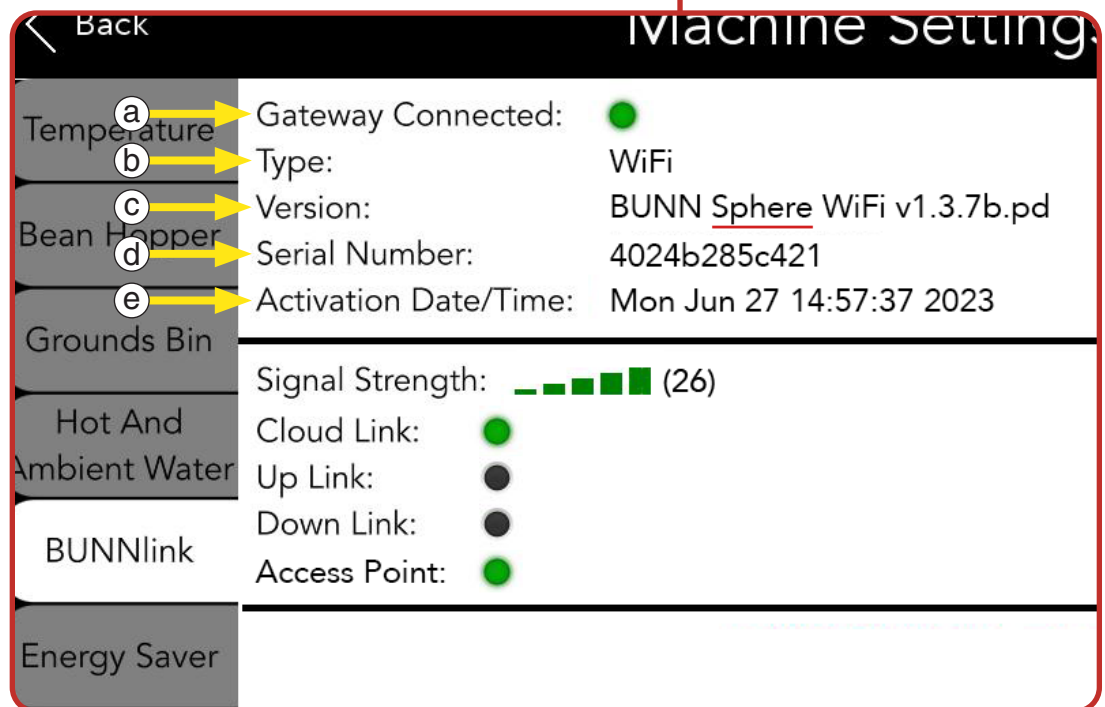 Back
Machine Settings
Temperature
Bean Hopper
Grounds Bin
Hot And
Ambient Water
BUNNlink
Energy Saver
a
Gateway Connected:
b
Type: WiFi
c
Version: BUNN Sphere WiFi v1.3.7b.pd
d
Serial Number: 4024b285c421
e
Activation Date/Time: Mon Jun 27 14:57:37 2023
Signal Strength: (26)
Cloud Link:
Up Link:
Down Link:
Access Point: